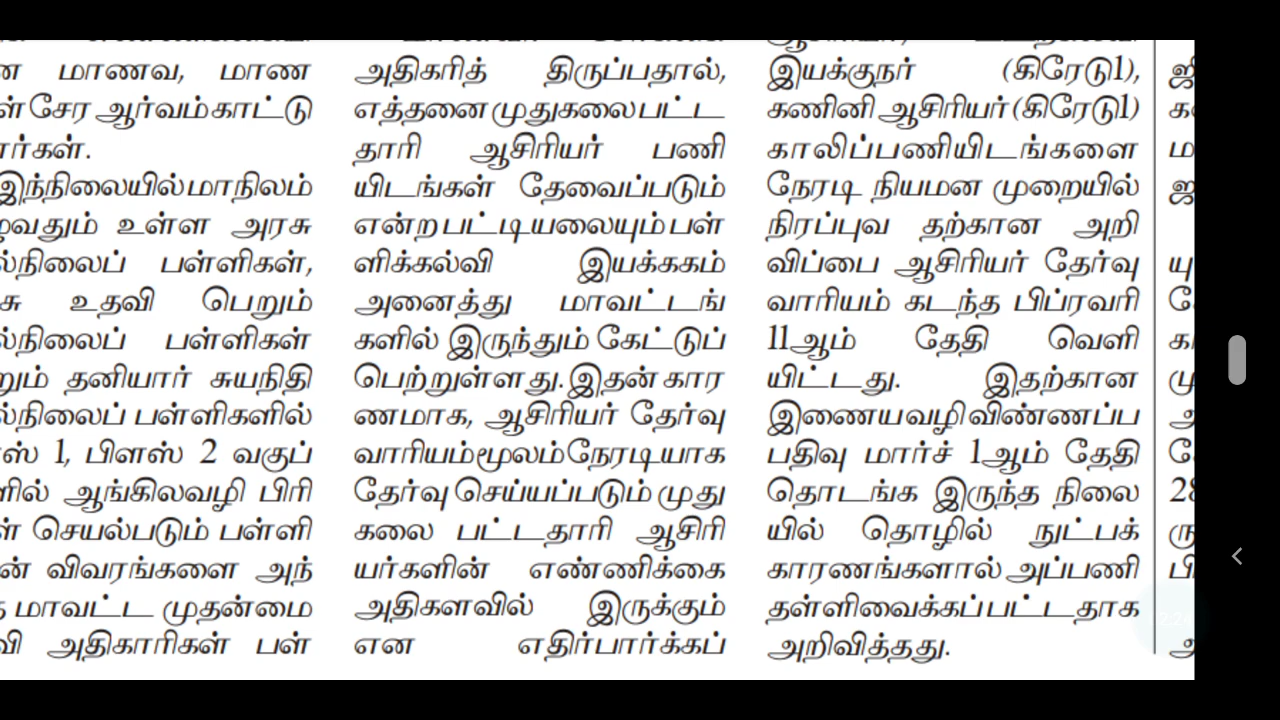 மாணவ, மாண
சேர ஆர்வம்காட்டு
இந்நிலையில் மாநிலம்
உள்ள அரசு
பள்ளிகள்,
உதவி பெறும்
பள்ளிகள்
தனியார் சுயநிதி
பள்ளிகளில்
1, பிளஸ் 2 வகுப்
ஆங்கிலவழி பிரி
செயல்படும் பள்ளி
விவரங்களை அந்
மாவட்ட முதன்மை
அதிகாரிகள் பள்
அதிகரித் திருப்பதால்,
எத்தனை முதுகலை பட்ட
தாரி ஆசிரியர் பணி
யிடங்கள் தேவைப்படும்
என்ற பட்டியலையும் பள்
ளிக்கல்வி இயக்ககம்
அனைத்து மாவட்டங்
களில் இருந்தும் கேட்டுப்
பெற்றுள்ளது. இதன் கார
ணமாக, ஆசிரியர் தேர்வு
வாரியம் மூலம் நேரடியாக
தேர்வு செய்யப்படும் முது
கலை பட்டதாரி ஆசிரி
யர்களின் எண்ணிக்கை
அதிகளவில் இருக்கும்
என எதிர்பார்க்கப்
இயக்குநர் (கிரேடு1),
கணினி ஆசிரியர் (கிரேடு1)
காலிப்பணியிடங்களை
நேரடி நியமன முறையில்
நிரப்புவ தற்கான அறி
விப்பை ஆசிரியர் தேர்வு
வாரியம் கடந்த பிப்ரவரி
11ஆம் தேதி வெளி
யிட்டது. இதற்கான
இணையவழி விண்ணப்ப
பதிவு மார்ச் 1ஆம் தேதி
தொடங்க இருந்த நிலை
யில் தொழில் நுட்பக்
காரணங்களால் அப்பணி
தள்ளிவைக்கப்பட்டதாக
அறிவித்தது.